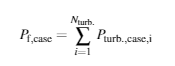 P_{f,case} = \sum_{i=1}^{N_{turb.}} P_{turb.,case,i}